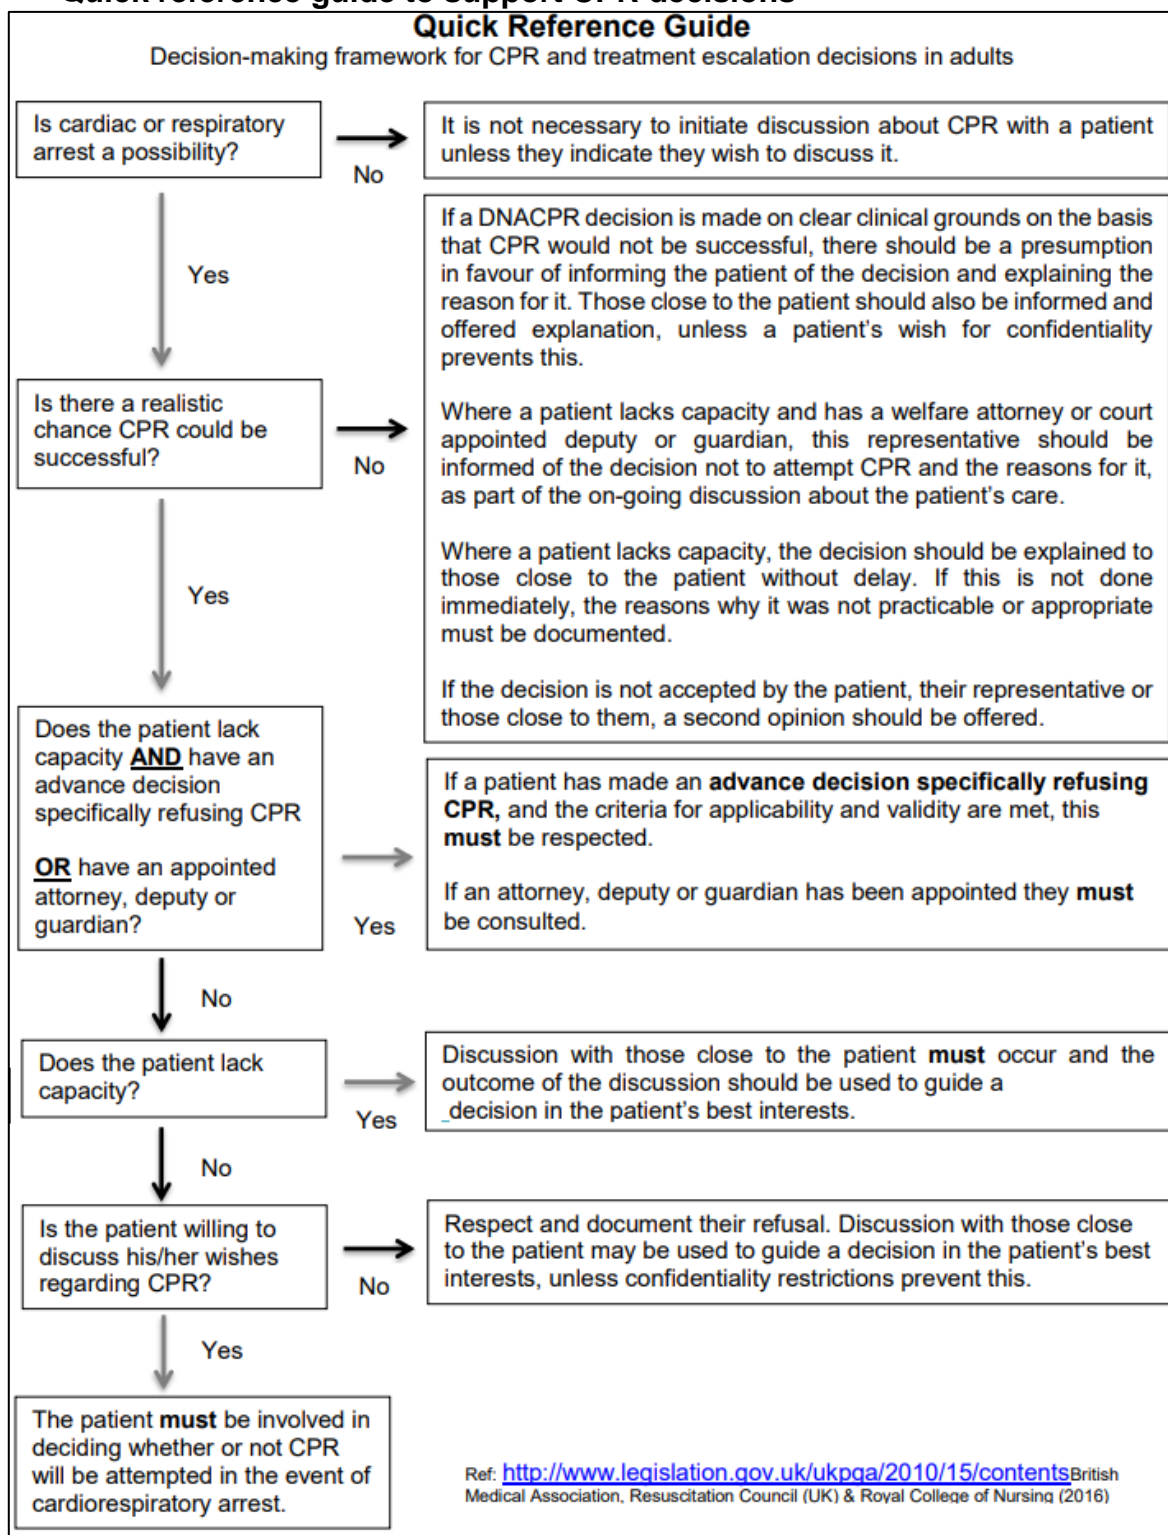 Quick reference guide to support CPR decisions
Quick Reference Guide
Decision-making framework for CPR and treatment escalation decisions in adults
Is cardiac or respiratory
arrest a possibility?
No
It is not necessary to initiate discussion about CPR with a patient
unless they indicate they wish to discuss it.
Yes
If a DNACPR decision is made on clear clinical grounds on the basis
that CPR would not be successful, there should be a presumption
in favour of informing the patient of the decision and explaining the
reason for it. Those close to the patient should also be informed and
offered explanation, unless a patient's wish for confidentiality
prevents this.
Where a patient lacks capacity and has a welfare attorney or court
appointed deputy or guardian, this representative should be
informed of the decision not to attempt CPR and the reasons for it,
as part of the on-going discussion about the patient's care.
Where a patient lacks capacity, the decision should be explained to
those close to the patient without delay. If this is not done
immediately, the reasons why it was not practicable or appropriate
must be documented.
If the decision is not accepted by the patient, their representative or
those close to them, a second opinion should be offered.
Is there a realistic
chance CPR could be
successful?
No
Yes
Does the patient lack
capacity AND have an
advance decision
specifically refusing CPR
OR have an appointed
attorney, deputy or
guardian?
Yes
If a patient has made an advance decision specifically refusing
CPR, and the criteria for applicability and validity are met, this
must be respected.
If an attorney, deputy or guardian has been appointed they must
be consulted.
No
Does the patient lack
capacity?
Yes
Discussion with those close to the patient must occur and the
outcome of the discussion should be used to guide a
decision in the patient's best interests.
No
Is the patient willing to
discuss his/her wishes
regarding CPR?
No
Respect and document their refusal. Discussion with those close
to the patient may be used to guide a decision in the patient's best
interests, unless confidentiality restrictions prevent this.
Yes
The patient must be involved in
deciding whether or not CPR
will be attempted in the event of
cardiorespiratory arrest.
Ref: http://www.legislation.gov.uk/ukpga/2010/15/contentsBritish
Medical Association, Resuscitation Council (UK) & Royal College of Nursing (2016)